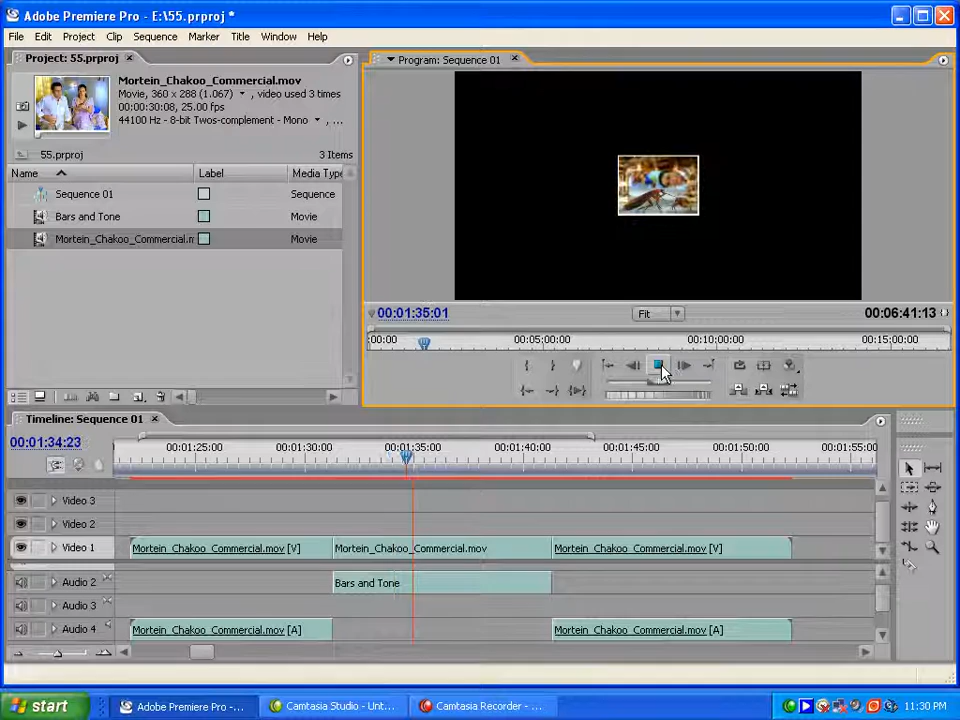 Adobe Premiere Pro - E:\55.prproj *
File Edit Project Clip Sequence Marker Title Window Help
Project: 55.prproj
Program: Sequence 01
Mortein_Chakoo_Commercial.mov
Movie, 360 x 288 (1.067) , video used 3 times
00:00:30:08, 25.00 fps
44100 Hz - 8-bit Twos-complement - Mono , ...
55.prproj 3 Items
Name Label Media Type
Sequence 01 Sequence
Bars and Tone Movie
Mortein_Chakoo_Commercial.m Movie
00:01:35:01 Fit 00:06:41:13
:00:00 00:05:00:00 00:10:00:00 00:15:00:00
Timeline: Sequence 01
00:01:34:23
00:01:25:00 00:01:30:00 00:01:35:00 00:01:40:00 00:01:45:00 00:01:50:00 00:01:55:00
Video 3
Video 2
Video 1 Mortein_Chakoo_Commercial.mov [V] Mortein_Chakoo_Commercial.mov Mortein_Chakoo_Commercial.mov [V]
Audio 2 Bars and Tone
Audio 3
Audio 4 Mortein_Chakoo_Commercial.mov [A] Mortein_Chakoo_Commercial.mov [A]
start Adobe Premiere Pro -... Camtasia Studio - Unt... Camtasia Recorder - ... 11:30 PM